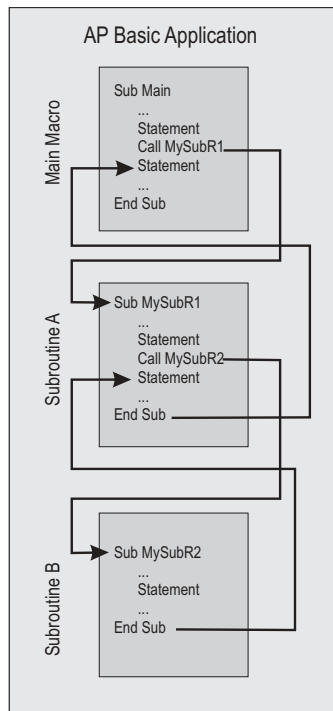 AP Basic Application
Main Macro
Sub Main
...
Statement
Call MySubR1
Statement
...
End Sub
Subroutine A
Sub MySubR1
...
Statement
Call MySubR2
Statement
...
End Sub
Subroutine B
Sub MySubR2
...
Statement
...
End Sub